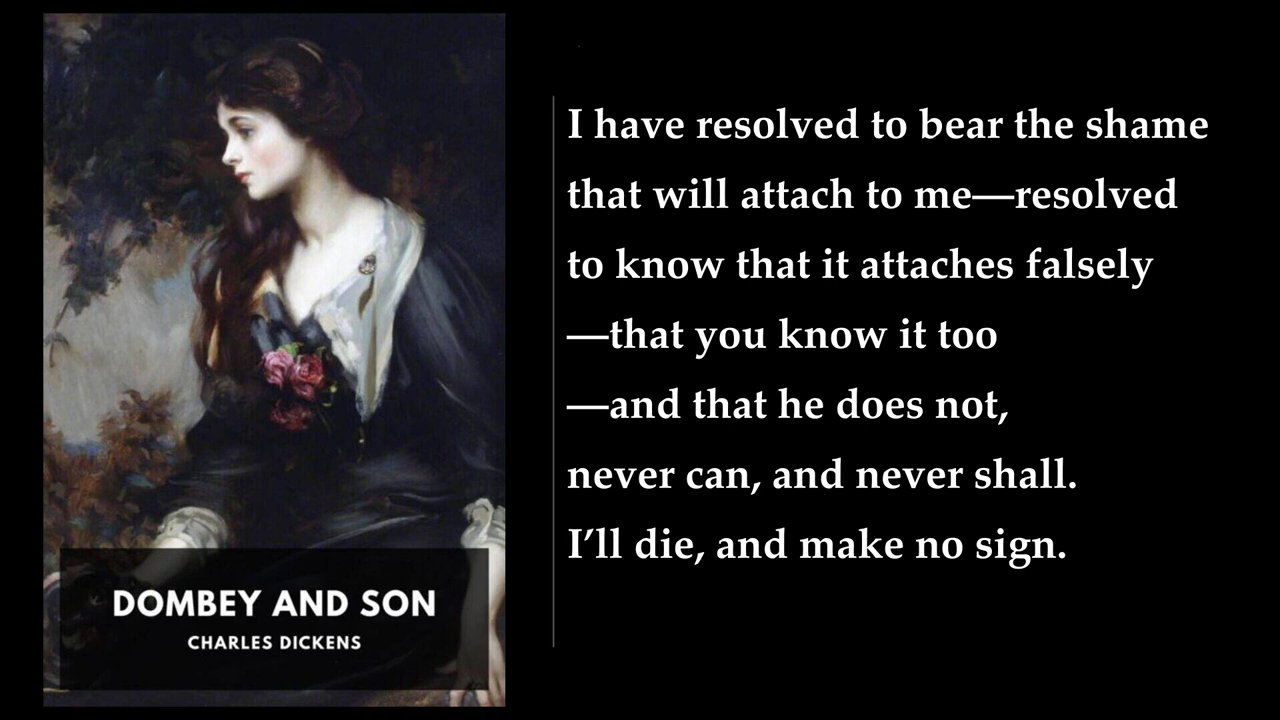 DOMBEY AND SON
CHARLES DICKENS
I have resolved to bear the shame
that will attach to me—resolved
to know that it attaches falsely
—that you know it too
—and that he does not,
never can, and never shall.
I’ll die, and make no sign.